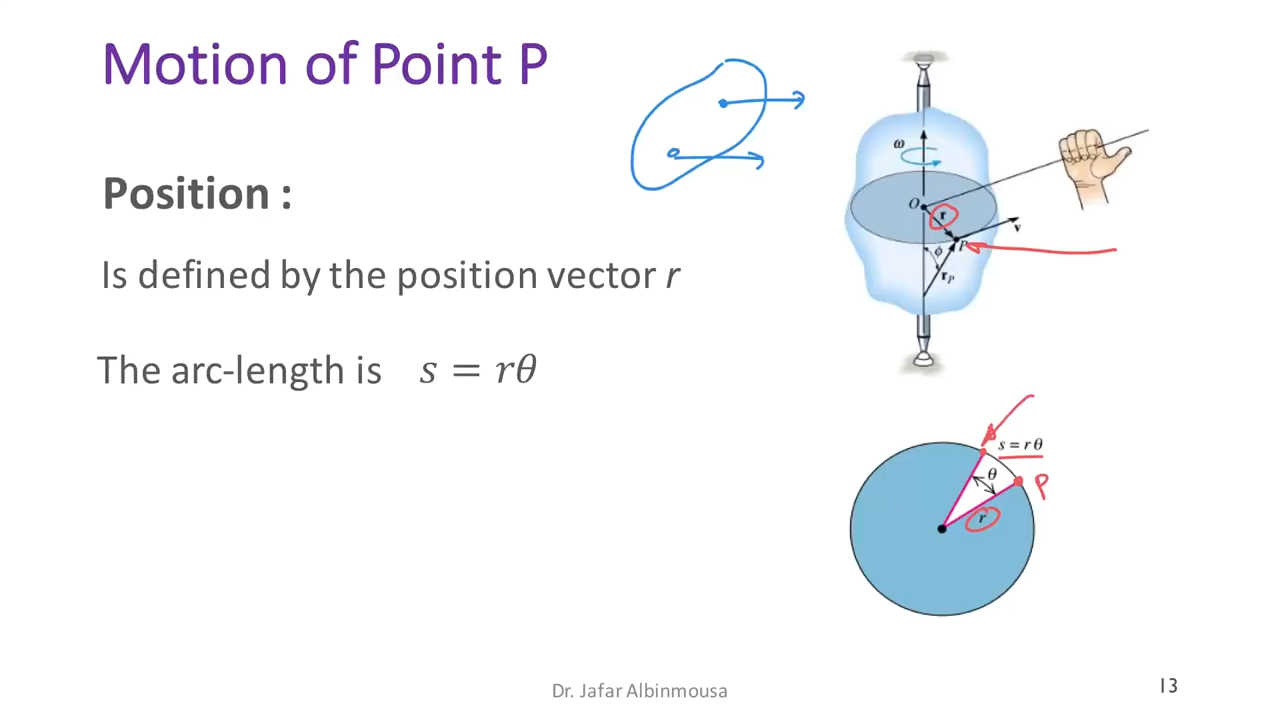 Motion of Point P
Position :
Is defined by the position vector r
The arc-length is s = rθ
ω
O
r
P
v
ϕ
r_P
s = rθ
θ
P
r
Dr. Jafar Albinmousa
13